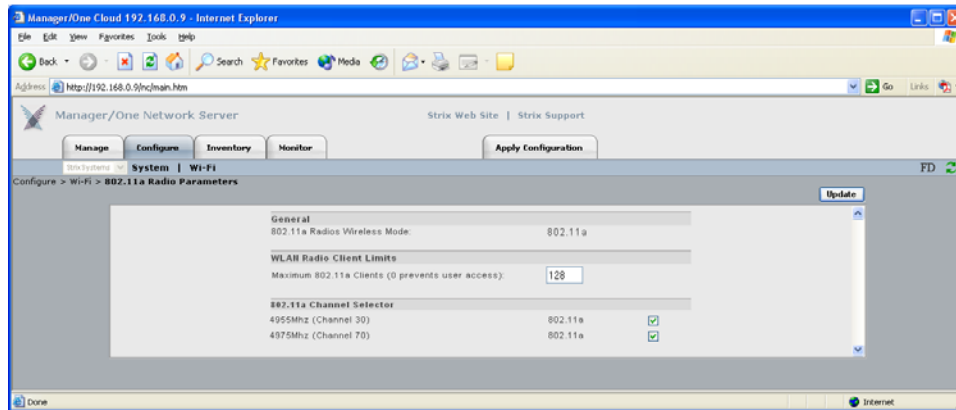 Manager/One Cloud 192.168.0.9 - Internet Explorer
File Edit View Favorites Tools Help
Back Search Favorites Media
Address http://192.168.0.9/nc/main.htm Go Links
Manager/One Network Server Strix Web Site | Strix Support
Manage Configure Inventory Monitor Apply Configuration
StrixSystems System | Wi-Fi FD
Configure > Wi-Fi > 802.11a Radio Parameters
Update
General
802.11a Radios Wireless Mode: 802.11a
WLAN Radio Client Limits
Maximum 802.11a Clients (0 prevents user access): 128
802.11a Channel Selector
4955Mhz (Channel 30) 802.11a
4975Mhz (Channel 70) 802.11a
Done Internet